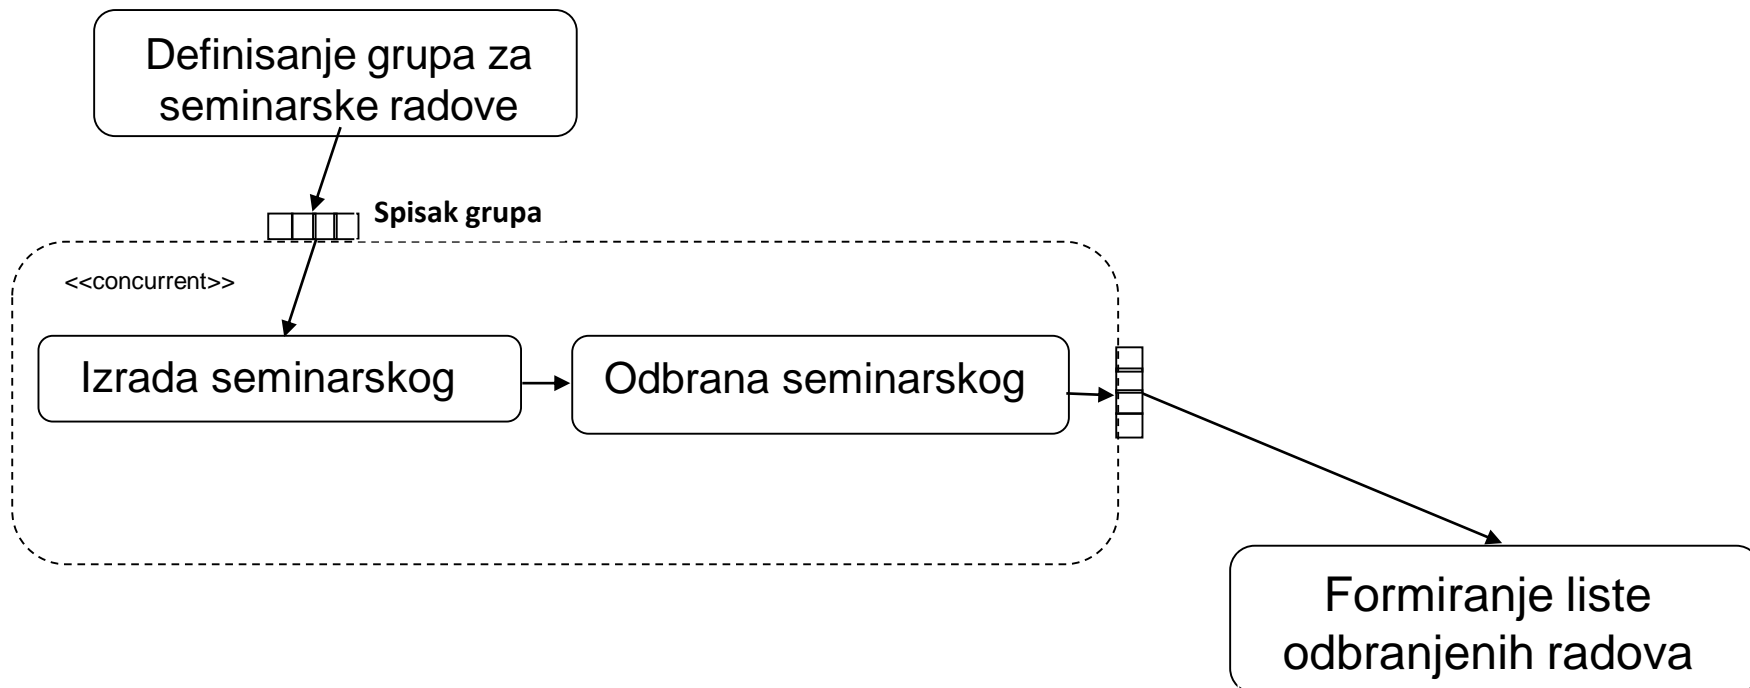 Definisanje grupa za
seminarske radove
Spisak grupa
<<concurrent>>
Izrada seminarskog
Odbrana seminarskog
Formiranje liste
odbranjenih radova